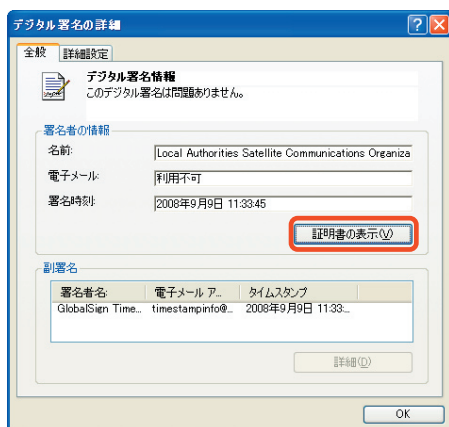 デジタル署名の詳細
全般 詳細設定
デジタル署名情報
このデジタル署名は問題ありません。
署名者の情報
名前: Local Authorities Satellite Communications Organiza
電子メール: 利用不可
署名時刻: 2008年9月9日 11:33:45
証明書の表示(V)
副署名
署名者名: 電子メール ア... タイムスタンプ
GlobalSign Time... timestampinfo@... 2008年9月9日 11:33:...
詳細(D)
OK